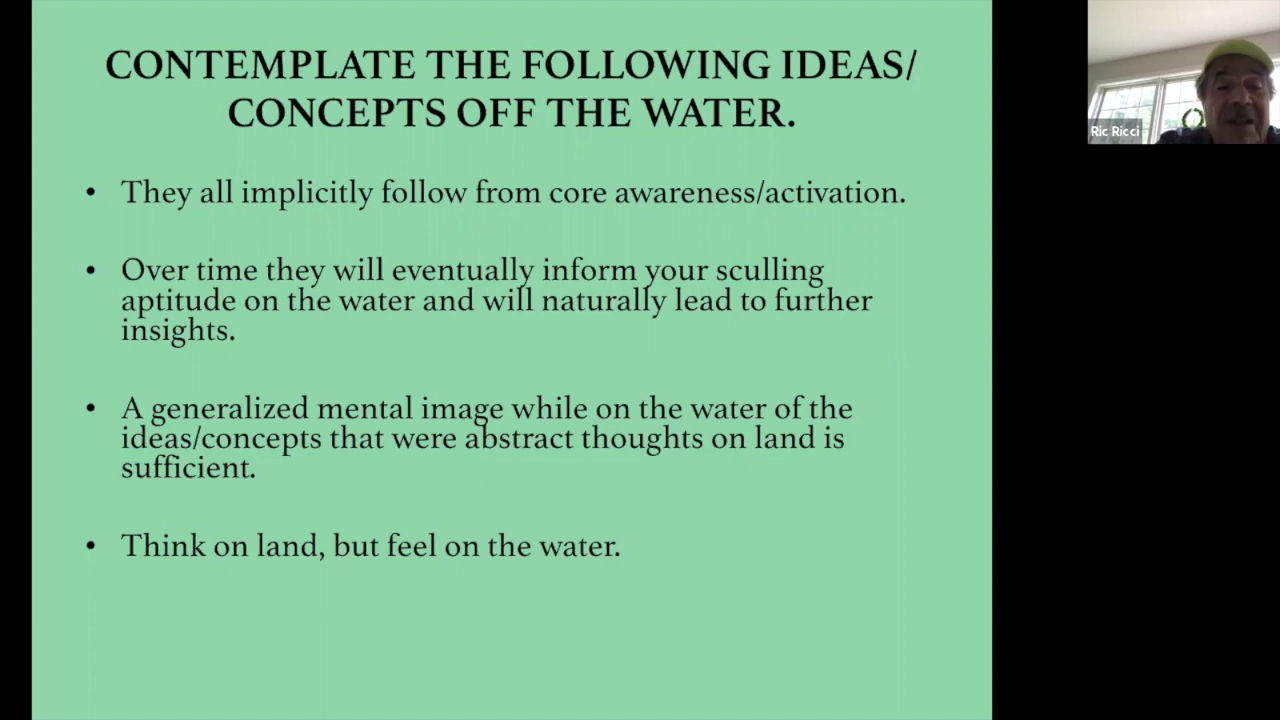 CONTEMPLATE THE FOLLOWING IDEAS/
CONCEPTS OFF THE WATER.
• They all implicitly follow from core awareness/activation.
• Over time they will eventually inform your sculling
aptitude on the water and will naturally lead to further
insights.
• A generalized mental image while on the water of the
ideas/concepts that were abstract thoughts on land is
sufficient.
• Think on land, but feel on the water.
Ric Ricci